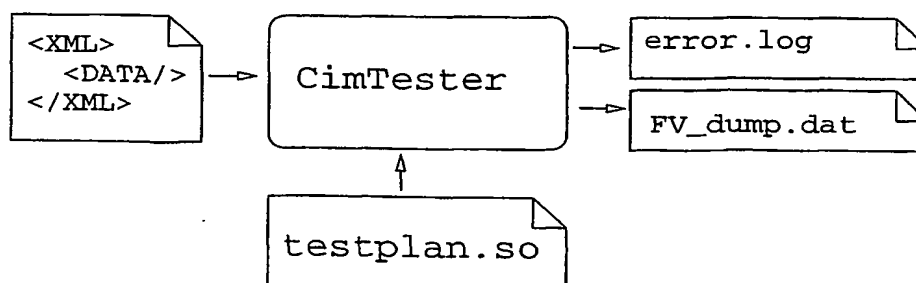 <XML>
<DATA/>
</XML>
CimTester
error.log
FV_dump.dat
testplan.so